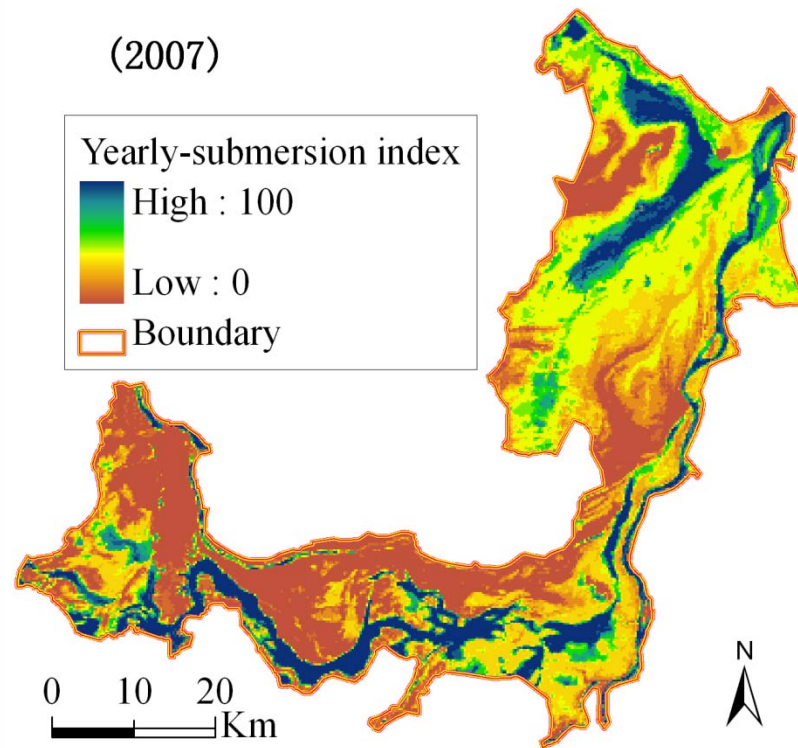 (2007)
Yearly-submersion index
High : 100
Low : 0
Boundary
0 10 20
Km
N